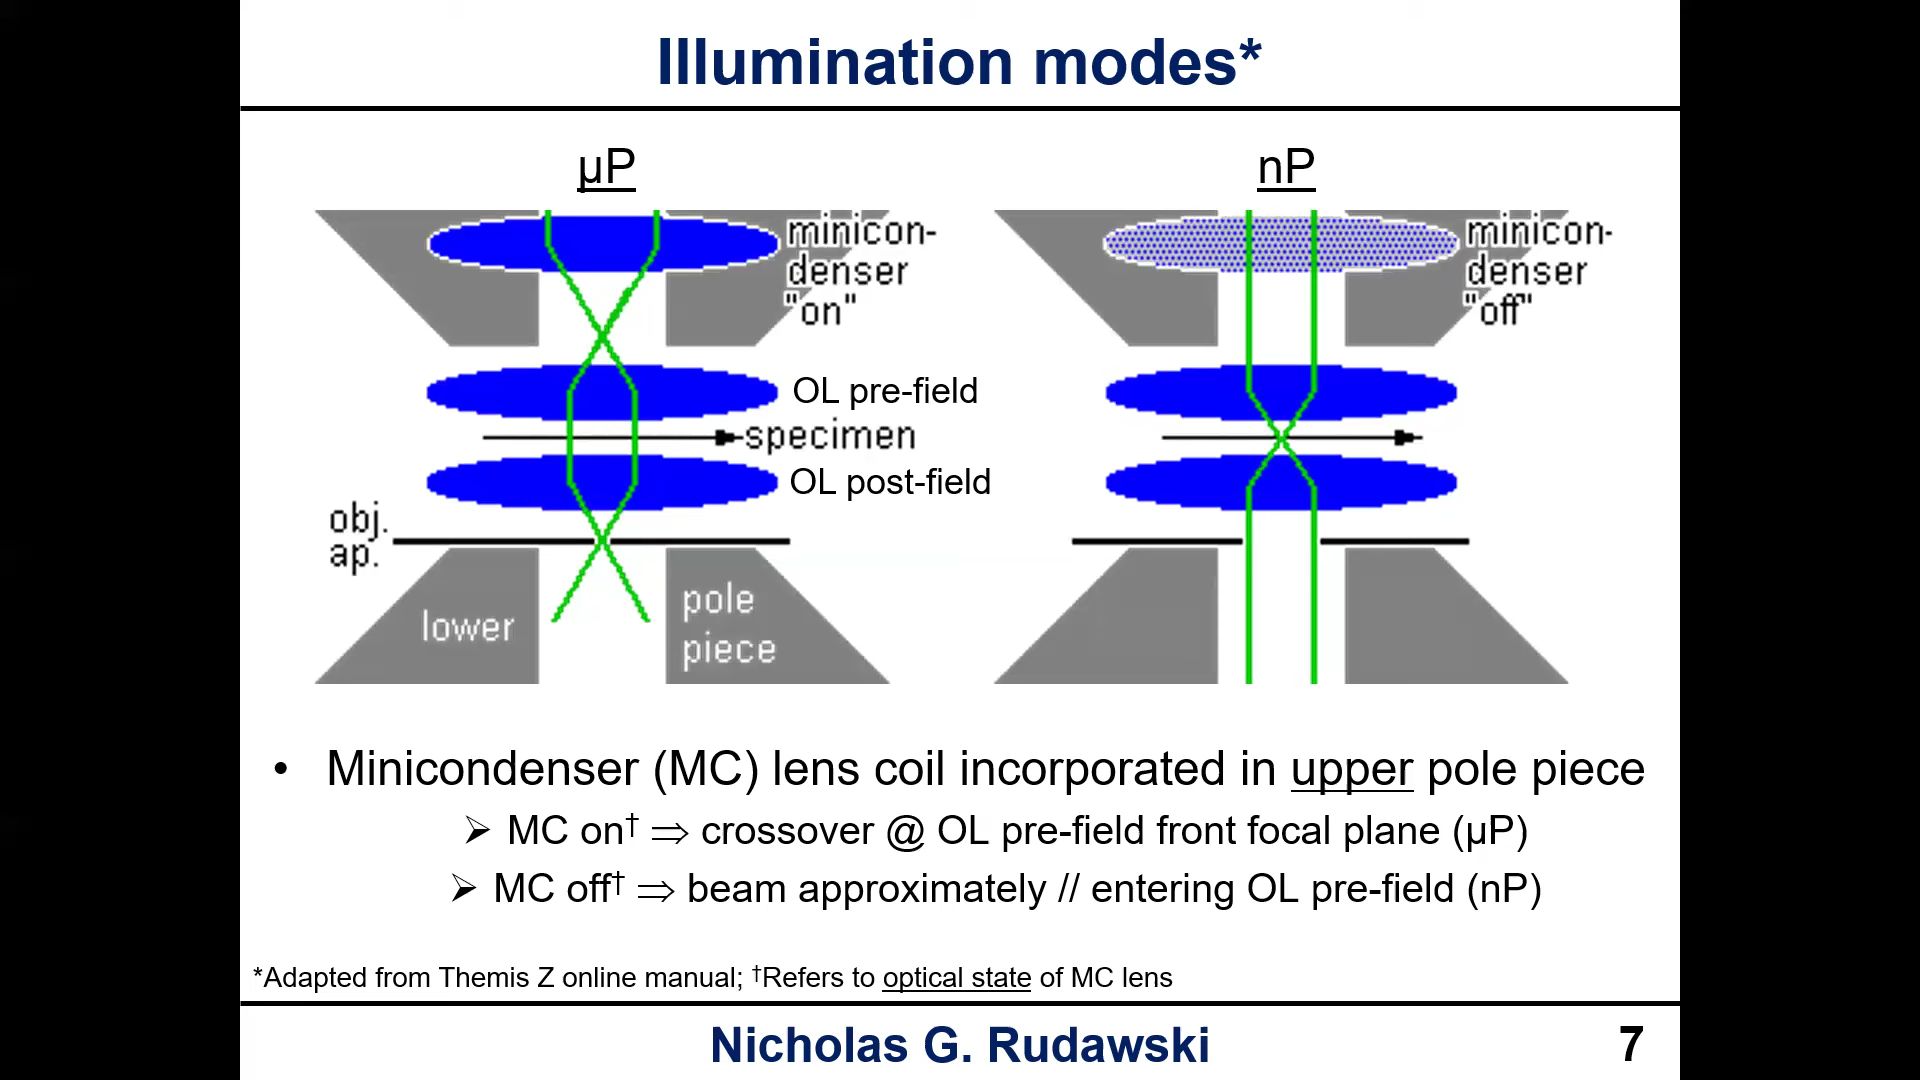 Illumination modes*
µP
nP
minicon-
denser
"on"
minicon-
denser
"off"
OL pre-field
specimen
OL post-field
obj.
ap.
lower
pole
piece
• Minicondenser (MC) lens coil incorporated in upper pole piece
➢ MC on† ⇒ crossover @ OL pre-field front focal plane (µP)
➢ MC off† ⇒ beam approximately // entering OL pre-field (nP)
*Adapted from Themis Z online manual; †Refers to optical state of MC lens
Nicholas G. Rudawski
7